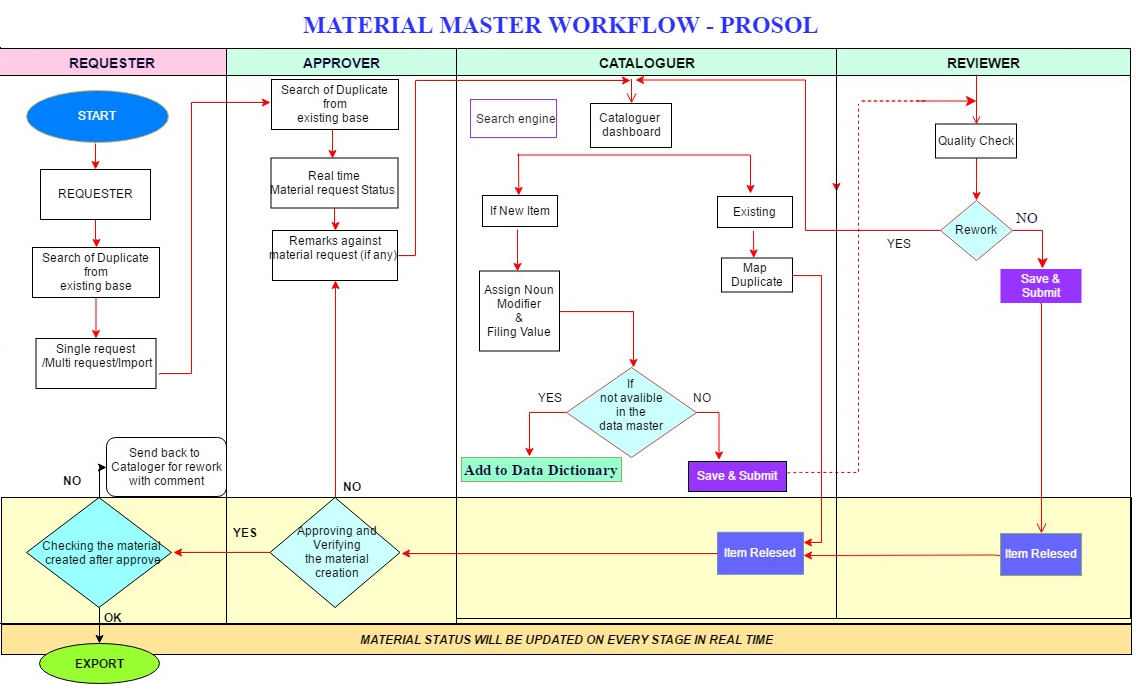 MATERIAL MASTER WORKFLOW - PROSOL
REQUESTER
APPROVER
CATALOGUER
REVIEWER
START
REQUESTER
Search of Duplicate
from
existing base
Single request
/Multi request/Import
Send back to
Cataloger for rework
with comment
NO
Checking the material
created after approve
OK
EXPORT
Search of Duplicate
from
existing base
Real time
Material request Status
Remarks against
material request (if any)
NO
YES
Approving and
Verifying
the material
creation
Search engine
Cataloguer
dashboard
If New Item
Existing
Assign Noun
Modifier
&
Filing Value
Map
Duplicate
If
not avalible
in the
data master
YES
NO
Add to Data Dictionary
Save & Submit
Item Relesed
Quality Check
Rework
YES
NO
Save &
Submit
Item Relesed
MATERIAL STATUS WILL BE UPDATED ON EVERY STAGE IN REAL TIME